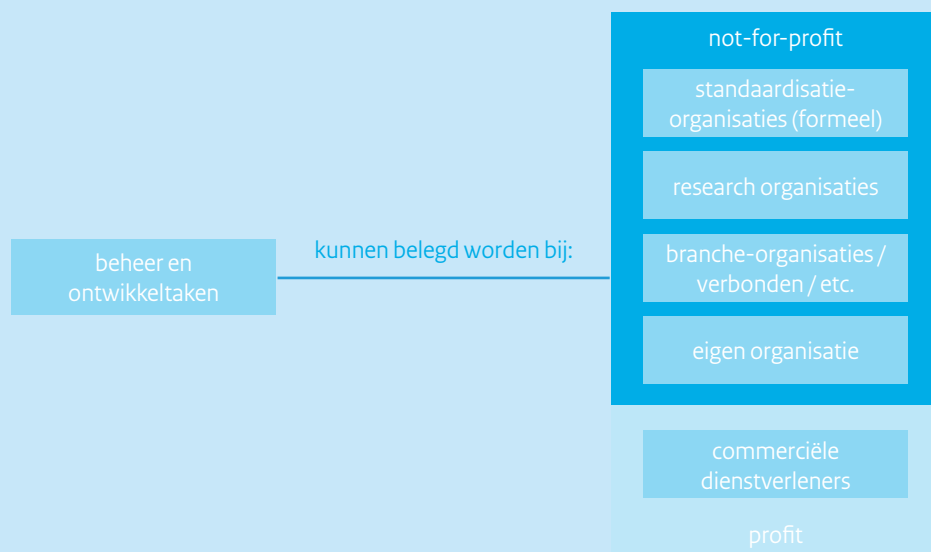 beheer en
ontwikkeltaken
kunnen belegd worden bij:
not-for-profit
standaardisatie-
organisaties (formeel)
research organisaties
branche-organisaties /
verbonden / etc.
eigen organisatie
commerciële
dienstverleners
profit